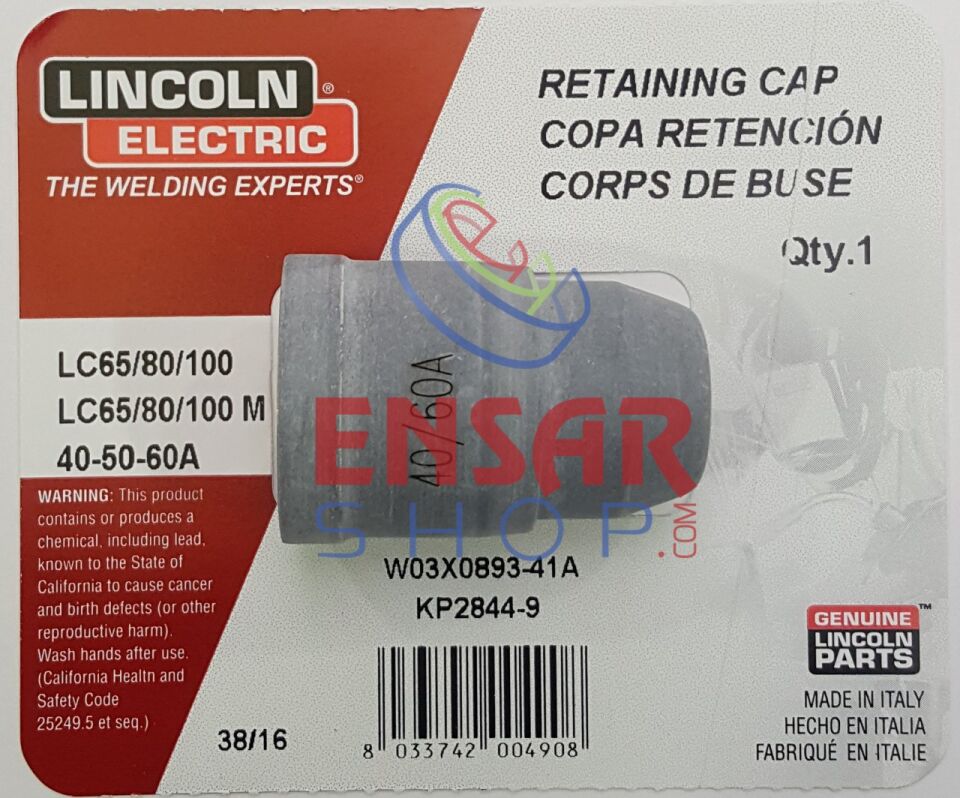 LINCOLN ®
ELECTRIC
THE WELDING EXPERTS®
RETAINING CAP
COPA RETENCIÓN
CORPS DE BUSE
Qty.1
LC65/80/100
LC65/80/100 M
40-50-60A
40/60A
ENSAR
SHOP.COM
WARNING: This product
contains or produces a
chemical, including lead,
known to the State of
California to cause cancer
and birth defects (or other
reproductive harm).
Wash hands after use.
(California Health and
Safety Code
25249.5 et seq.)
W03X0893-41A
KP2844-9
38/16
8 033742 004908
GENUINE ™
LINCOLN
PARTS
MADE IN ITALY
HECHO EN ITALIA
FABRIQUÉ EN ITALIE